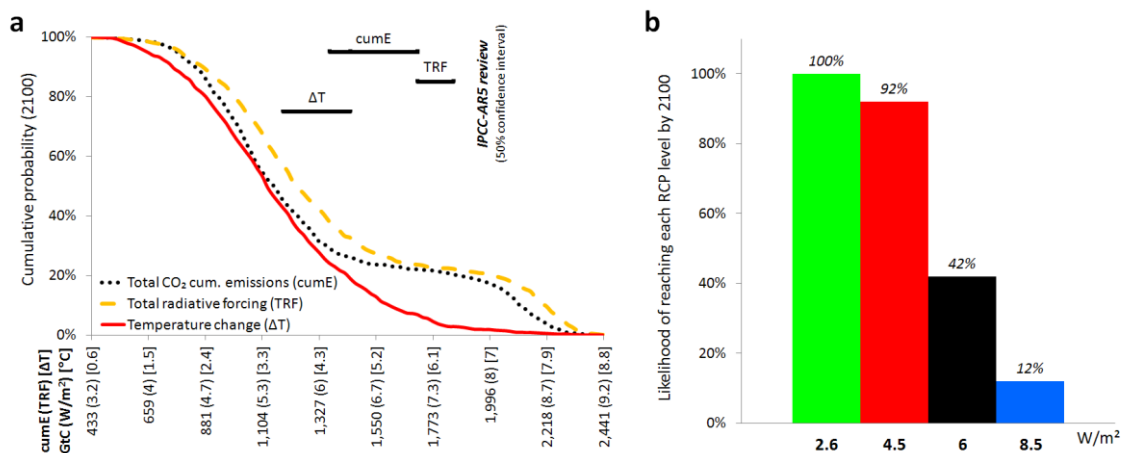 a
Cumulative probability (2100)
100%
80%
60%
40%
20%
0%
cumE
TRF
ΔT
IPCC-AR5 review
(50% confidence interval)
Total CO₂ cum. emissions (cumE)
Total radiative forcing (TRF)
Temperature change (ΔT)
cumE (TRF) [ΔT]
GtC (W/m²) [°C]
433 (3.2) [0.6]
659 (4) [1.5]
881 (4.7) [2.4]
1,104 (5.3) [3.3]
1,327 (6) [4.3]
1,550 (6.7) [5.2]
1,773 (7.3) [6.1]
1,996 (8) [7]
2,218 (8.7) [7.9]
2,441 (9.2) [8.8]
b
Likelihood of reaching each RCP level by 2100
100%
80%
60%
40%
20%
0%
100%
92%
42%
12%
2.6
4.5
6
8.5
W/m²